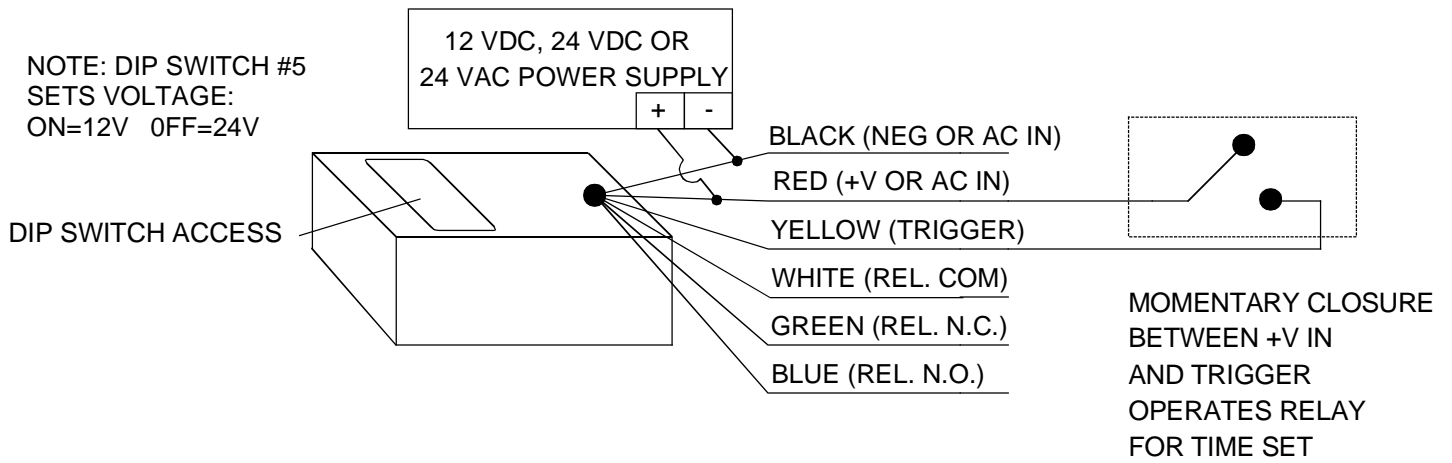 12 VDC, 24 VDC OR
24 VAC POWER SUPPLY
+ -
NOTE: DIP SWITCH #5
SETS VOLTAGE:
ON=12V 0FF=24V
DIP SWITCH ACCESS
BLACK (NEG OR AC IN)
RED (+V OR AC IN)
YELLOW (TRIGGER)
WHITE (REL. COM)
GREEN (REL. N.C.)
BLUE (REL. N.O.)
MOMENTARY CLOSURE
BETWEEN +V IN
AND TRIGGER
OPERATES RELAY
FOR TIME SET